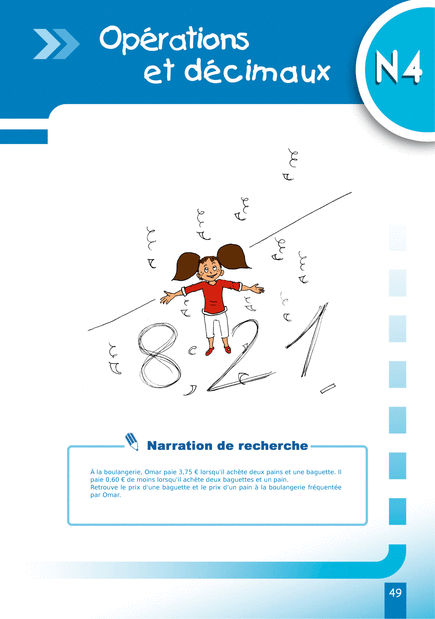 Opérations
et décimaux
N4
8,21
Narration de recherche
À la boulangerie, Omar paie 3,75 € lorsqu'il achète deux pains et une baguette. Il
paie 0,60 € de moins lorsqu'il achète deux baguettes et un pain.
Retrouve le prix d'une baguette et le prix d'un pain à la boulangerie fréquentée
par Omar.
49